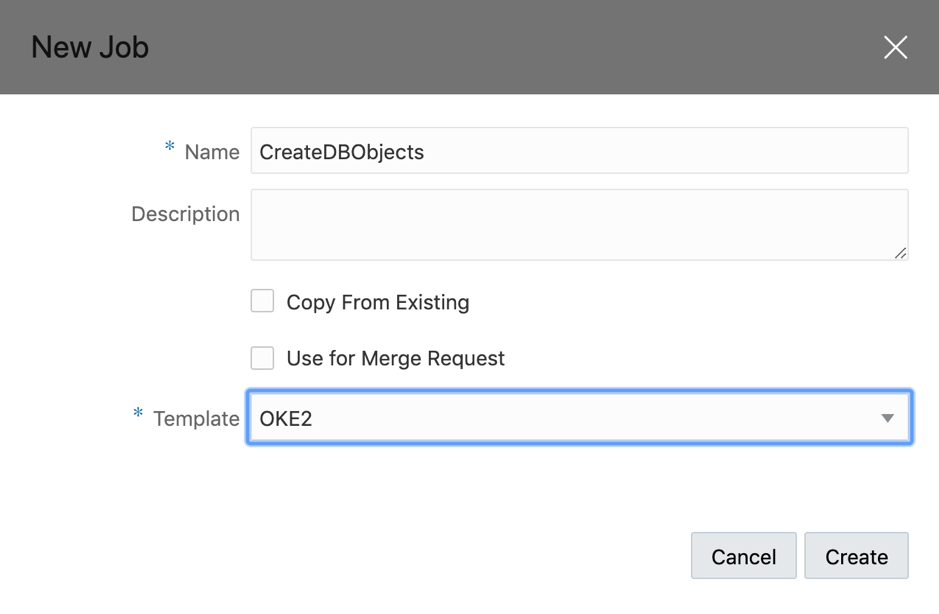 New Job
* Name CreateDBObjects
Description
Copy From Existing
Use for Merge Request
* Template OKE2
Cancel Create